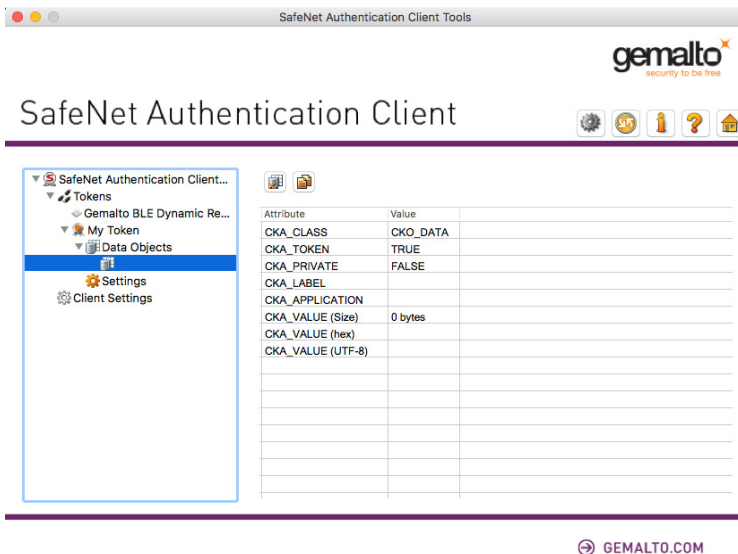 SafeNet Authentication Client Tools
gemalto
security to be free
SafeNet Authentication Client
SafeNet Authentication Client...
Tokens
Gemalto BLE Dynamic Re...
My Token
Data Objects
Settings
Client Settings
Attribute Value
CKA_CLASS CKO_DATA
CKA_TOKEN TRUE
CKA_PRIVATE FALSE
CKA_LABEL
CKA_APPLICATION
CKA_VALUE (Size) 0 bytes
CKA_VALUE (hex)
CKA_VALUE (UTF-8)
GEMALTO.COM